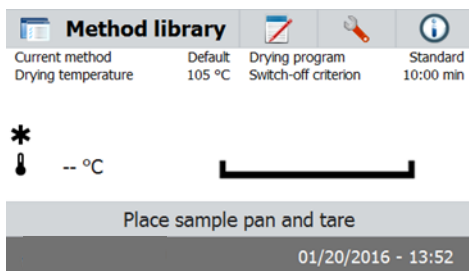 Method library
Current method Default Drying program Standard
Drying temperature 105 °C Switch-off criterion 10:00 min
-- °C
Place sample pan and tare
01/20/2016 - 13:52